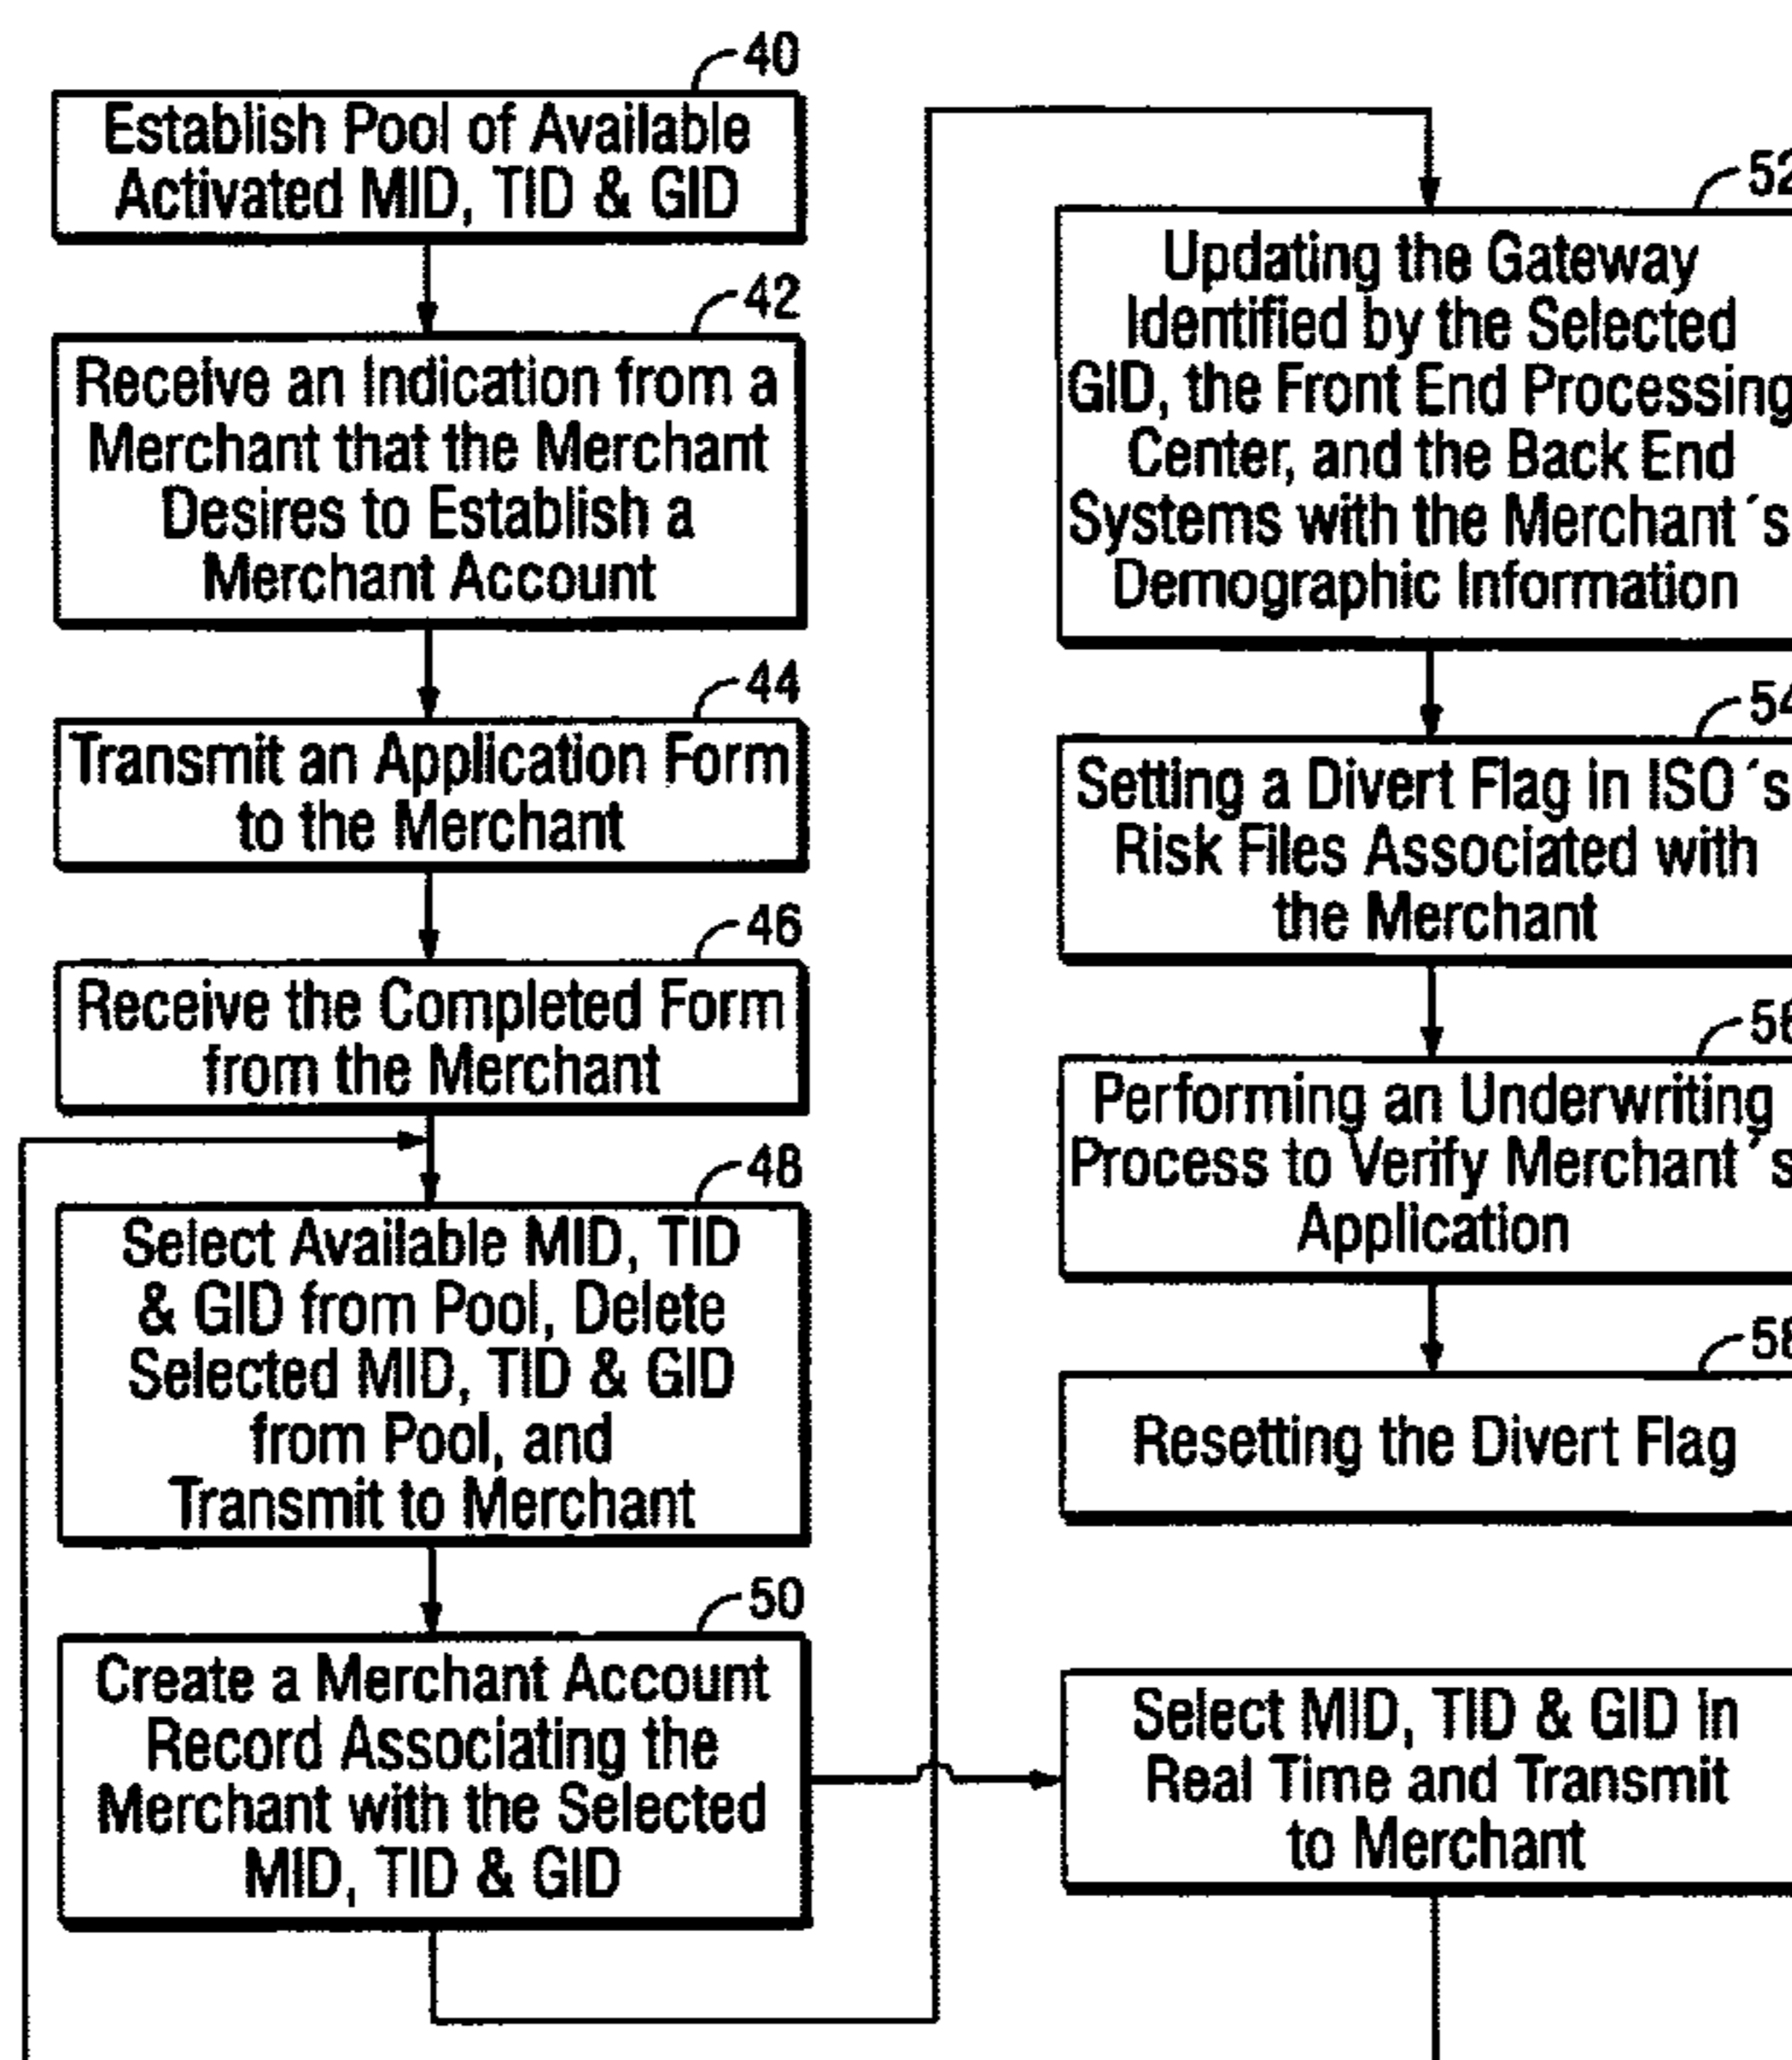 40
Establish Pool of Available
Activated MID, TID & GID
42
Receive an Indication from a
Merchant that the Merchant
Desires to Establish a
Merchant Account
44
Transmit an Application Form
to the Merchant
46
Receive the Completed Form
from the Merchant
48
Select Available MID, TID
& GID from Pool, Delete
Selected MID, TID & GID
from Pool, and
Transmit to Merchant
50
Create a Merchant Account
Record Associating the
Merchant with the Selected
MID, TID & GID
52
Updating the Gateway
Identified by the Selected
GID, the Front End Processing
Center, and the Back End
Systems with the Merchant´s
Demographic Information
54
Setting a Divert Flag in ISO´s
Risk Files Associated with
the Merchant
56
Performing an Underwriting
Process to Verify Merchant´s
Application
58
Resetting the Divert Flag
Select MID, TID & GID in
Real Time and Transmit
to Merchant